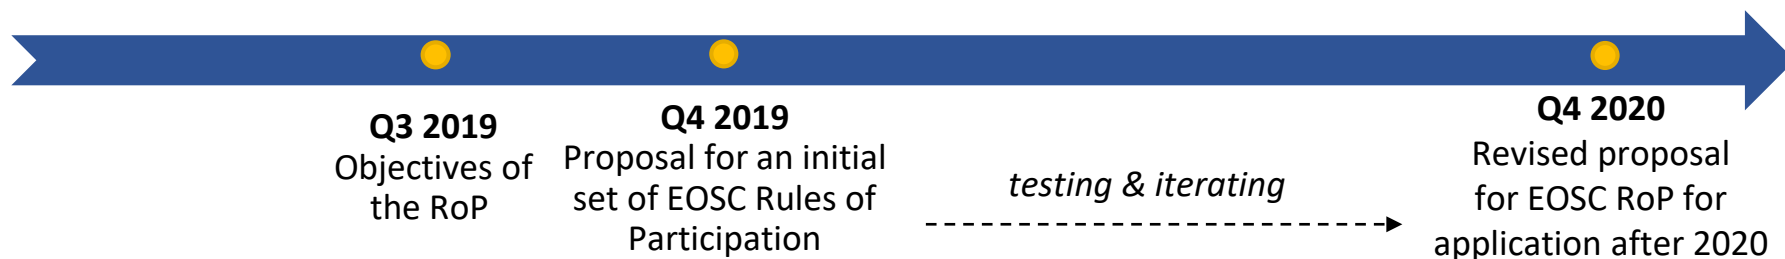 Q3 2019
Objectives of
the RoP
Q4 2019
Proposal for an initial
set of EOSC Rules of
Participation
testing & iterating
Q4 2020
Revised proposal
for EOSC RoP for
application after 2020